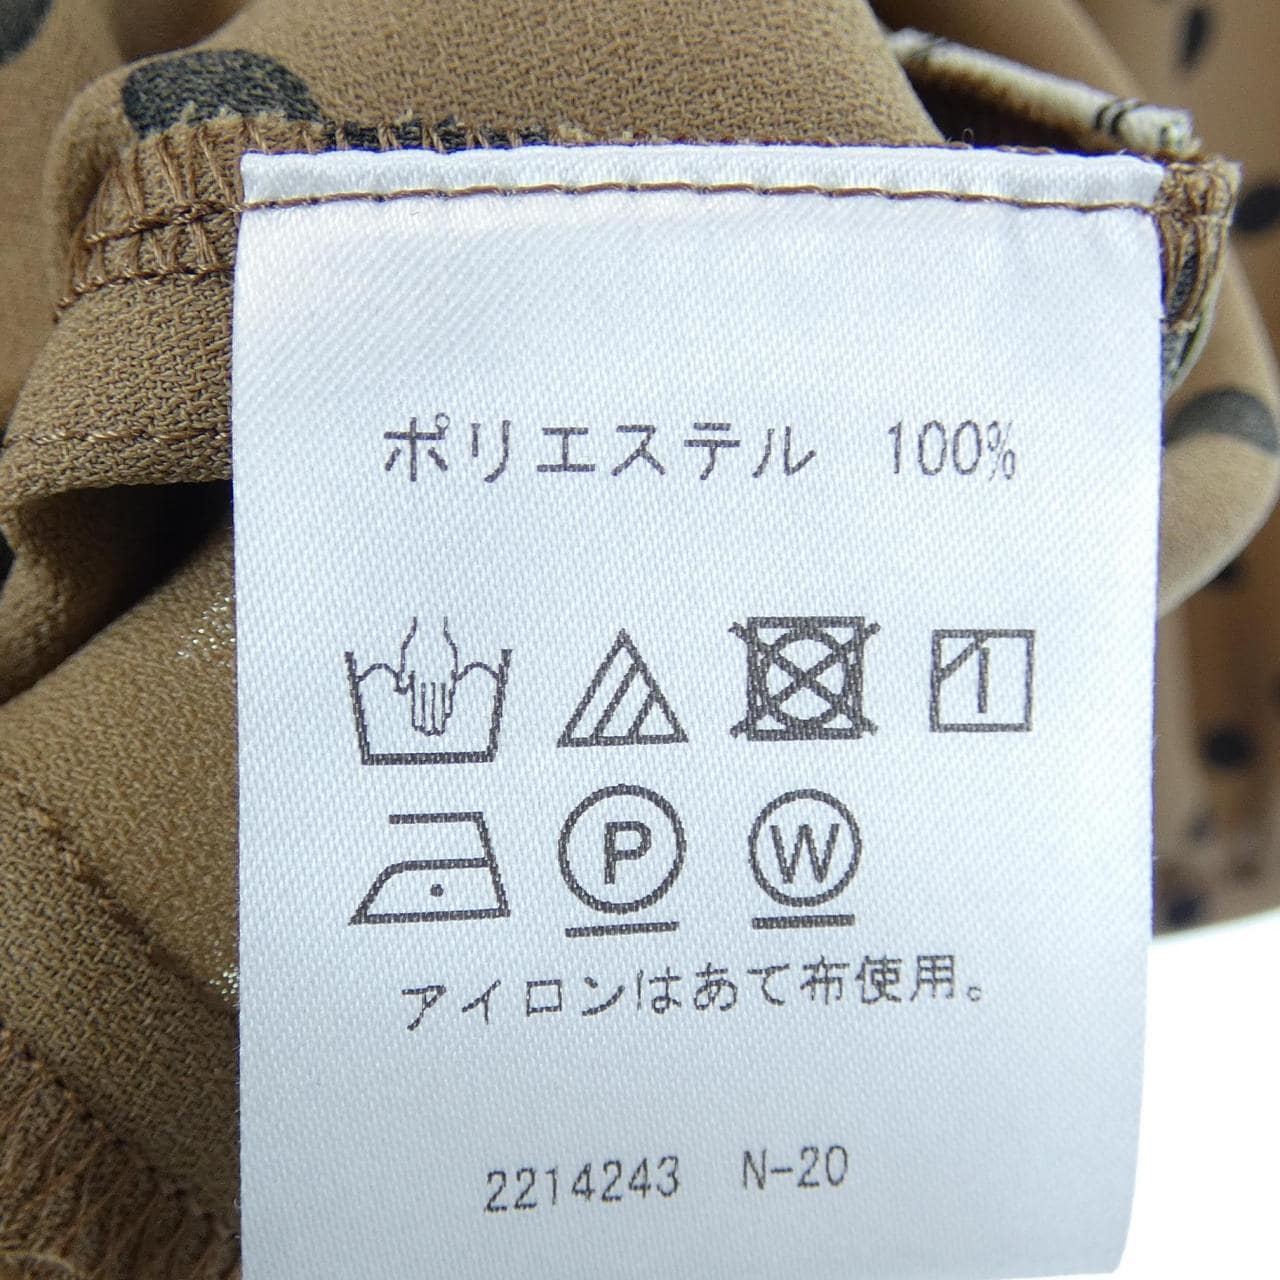 ポリエステル 100%
P W
アイロンはあて布使用。
2214243 N-20